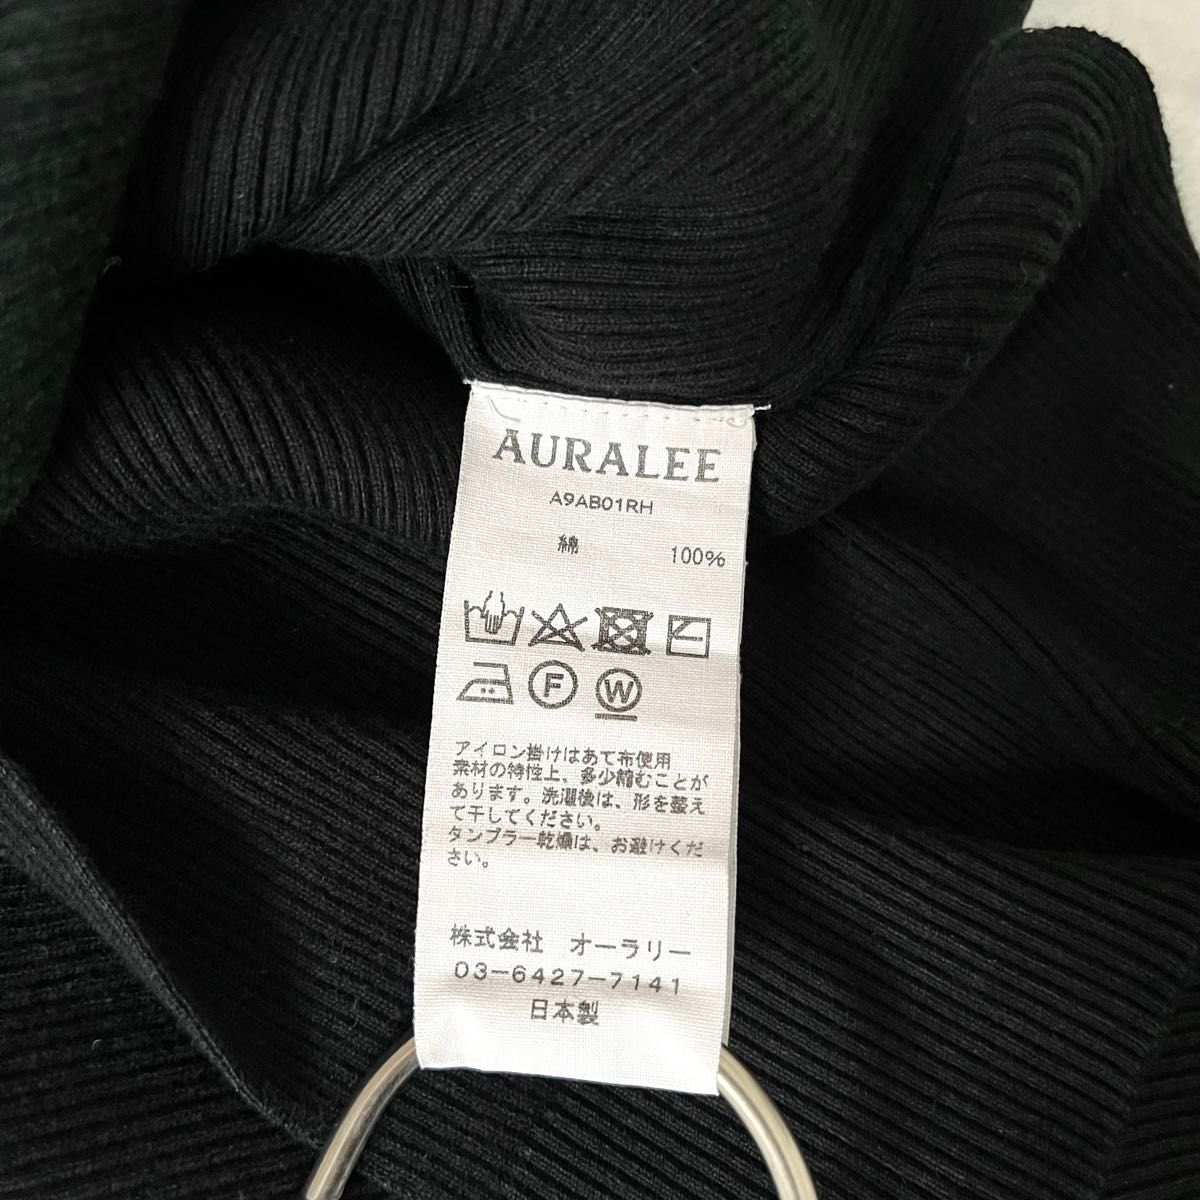 AURALEE
A9AB01RH
綿 100%
F W
アイロン掛けはあて布使用
素材の特性上、多少縮むことが
あります。洗濯後は、形を整え
て干してください。
タンブラー乾燥は、お避けくだ
さい。
株式会社 オーラリー
03-6427-7141
日本製